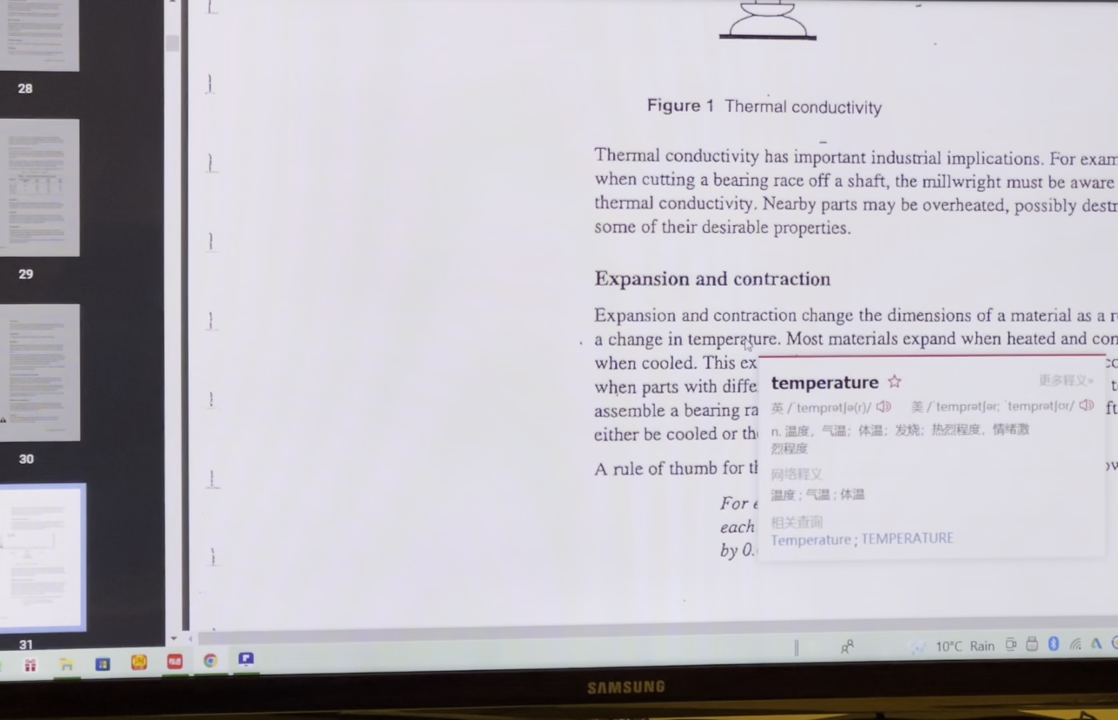 28
29
30
31
Figure 1 Thermal conductivity
Thermal conductivity has important industrial implications. For exam
when cutting a bearing race off a shaft, the millwright must be aware
thermal conductivity. Nearby parts may be overheated, possibly destr
some of their desirable properties.
Expansion and contraction
Expansion and contraction change the dimensions of a material as a r
a change in temperature. Most materials expand when heated and con
when cooled. This ex
when parts with diffe
assemble a bearing ra
either be cooled or th
A rule of thumb for th
For e
each
by 0.
temperature 更多释义»
英 /ˈtemprətʃə(r)/ 美 /ˈtemprətʃər; ˈtemprətʃʊr/
n. 温度，气温；体温；发烧；热烈程度，情绪激
烈程度
网络释义
温度 ; 气温 ; 体温
相关查询
Temperature ; TEMPERATURE
10°C Rain
SAMSUNG